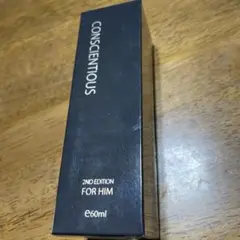 CONSCIENTIOUS
2ND EDITION
FOR HIM
℮60ml